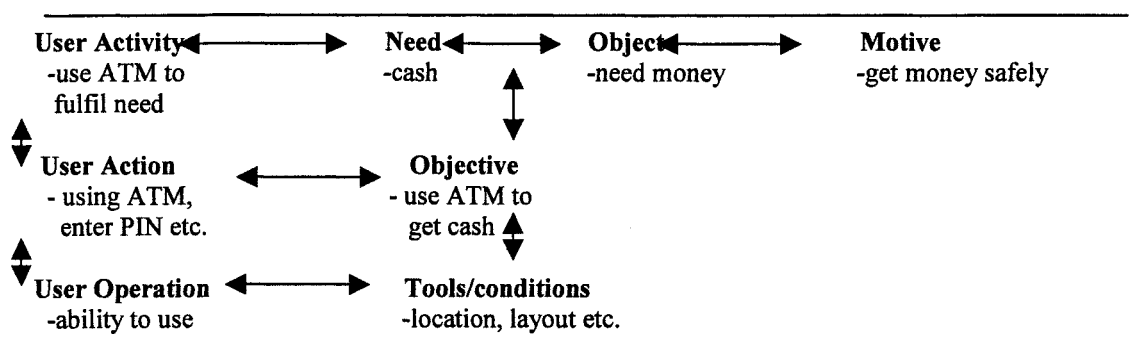 User Activity Need Object Motive
-use ATM to -cash -need money -get money safely
fulfil need
User Action Objective
- using ATM, - use ATM to
enter PIN etc. get cash
User Operation Tools/conditions
-ability to use -location, layout etc.